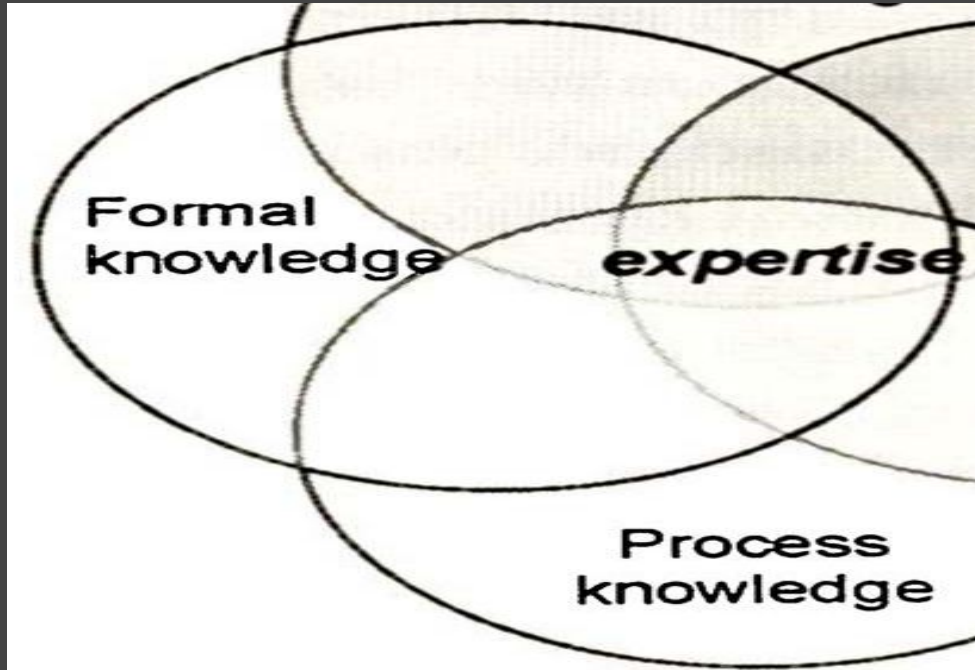 Formal
knowledge
expertise
Process
knowledge